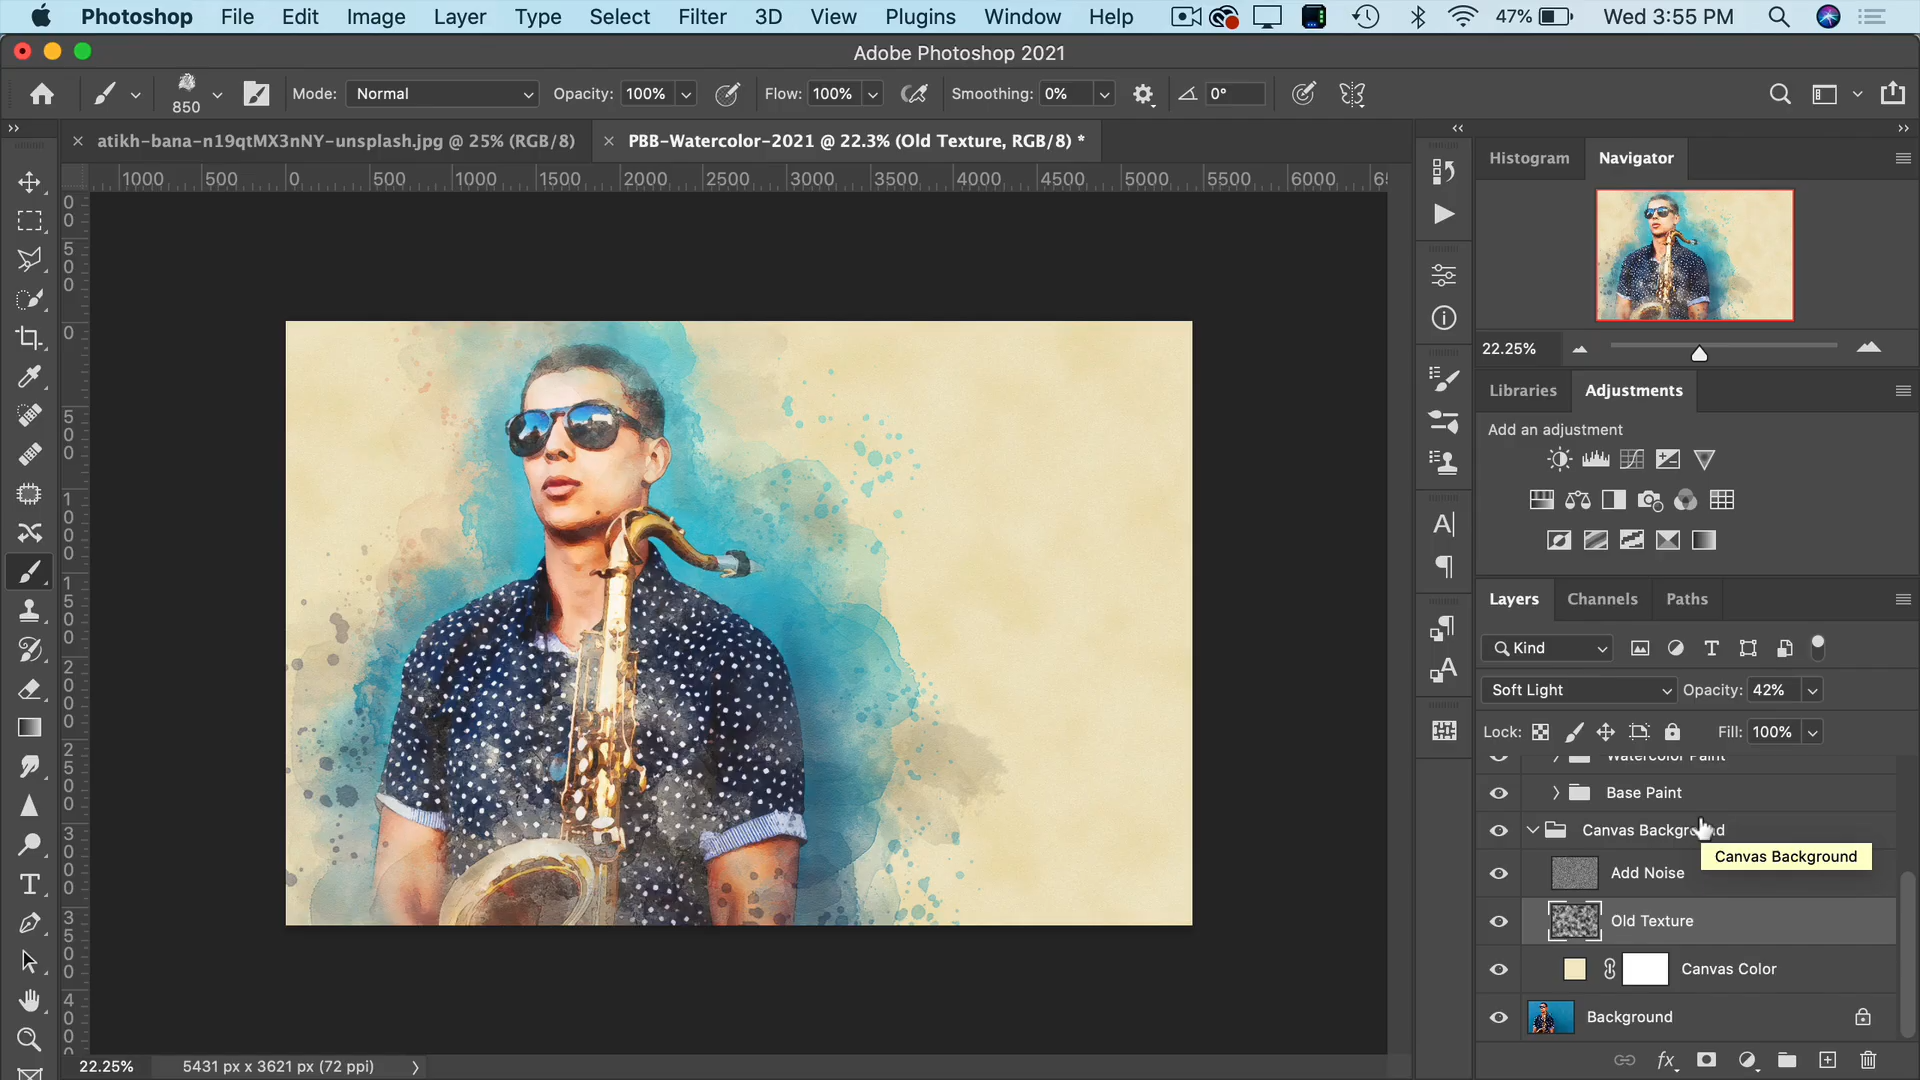 Photoshop File Edit Image Layer Type Select Filter 3D View Plugins Window Help 47% Wed 3:55 PM
Adobe Photoshop 2021
850 Mode: Normal Opacity: 100% Flow: 100% Smoothing: 0% 0°
atikh-bana-n19qtMX3nNY-unsplash.jpg @ 25% (RGB/8) PBB-Watercolor-2021 @ 22.3% (Old Texture, RGB/8) *
1000 500 0 500 1000 1500 2000 2500 3000 3500 4000 4500 5000 5500 6000
Histogram Navigator
22.25%
Libraries Adjustments
Add an adjustment
Layers Channels Paths
Kind
Soft Light Opacity: 42%
Lock: Fill: 100%
Watercolor Paint
Base Paint
Canvas Background
Canvas Background
Add Noise
Old Texture
Canvas Color
Background
22.25% 5431 px x 3621 px (72 ppi)